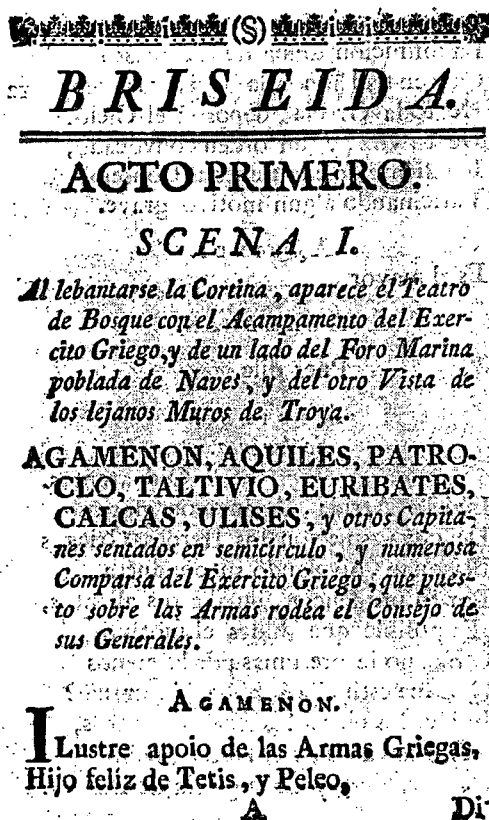 (S)
BRISEIDA.
ACTO PRIMERO.
SCENA I.
Al lebantarse la Cortina, aparece él Teatro
de Bosque con el Acampamento del Exer-
cito Griego, y de un lado del Foro Marina
poblada de Naves, y del otro Vista de
los lejanos Muros de Troya.
AGAMENON, AQUILES, PATRO-
CLO, TALTIVIO, EURIBATES,
CALCAS, ULISES, y otros Capita-
nes sentados en semicirculo, y numerosa
Comparsa del Exercito Griego, que pues-
to sobre las Armas rodéa el Consejo de
sus Generales.
AGAMENON.
ILustre apoio de las Armas Griegas,
Hijo felíz de Tetis, y Peleo,
A
Di